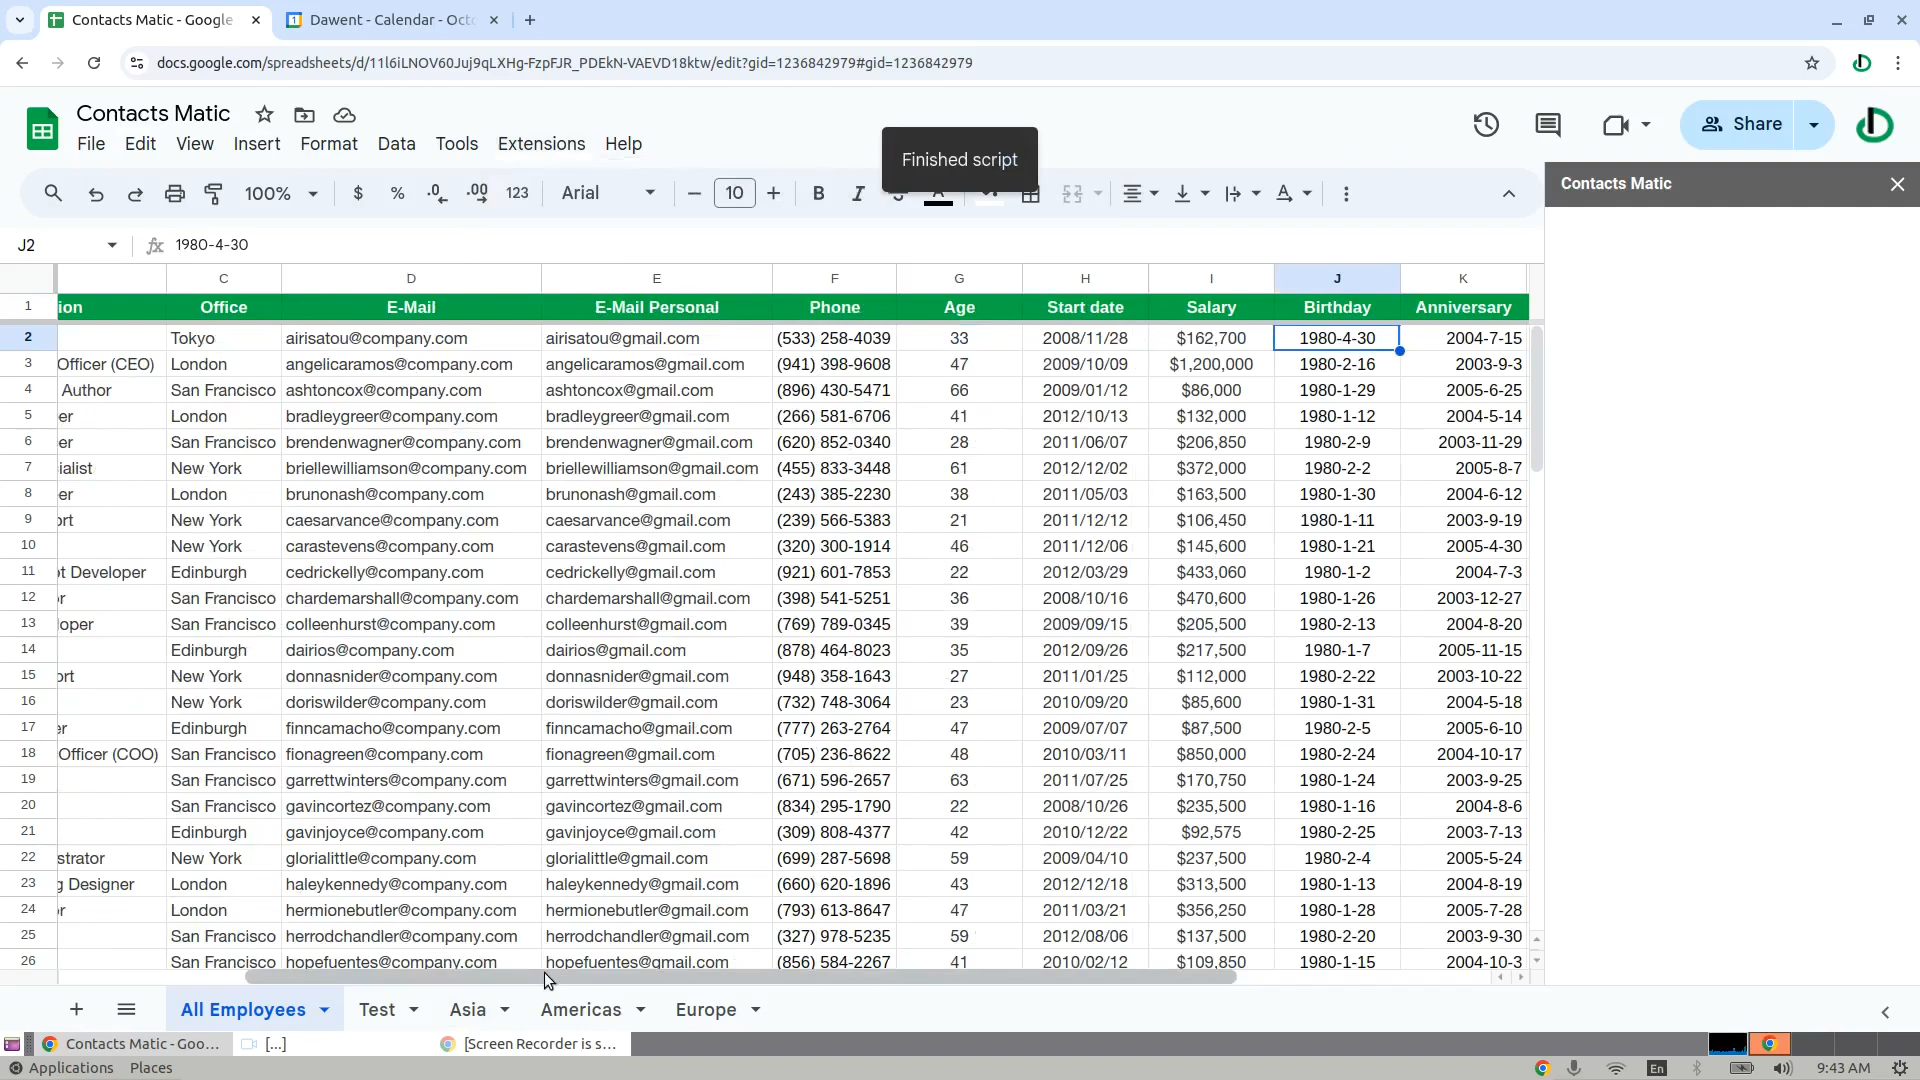 Contacts Matic - Google
Dawent - Calendar - Octo
docs.google.com/spreadsheets/d/11l6iLNOV60Juj9qLXHg-FzpFJR_PDEkN-VAEVD18ktw/edit?gid=1236842979#gid=1236842979
Contacts Matic
File Edit View Insert Format Data Tools Extensions Help
Share
Finished script
100% $ % .0 .00 123 Arial 10 B I S A
Contacts Matic
J2 fx 1980-4-30
C D E F G H I J K
1 ion Office E-Mail E-Mail Personal Phone Age Start date Salary Birthday Anniversary
2 Tokyo airisatou@company.com airisatou@gmail.com (533) 258-4039 33 2008/11/28 $162,700 1980-4-30 2004-7-15
3 Officer (CEO) London angelicaramos@company.com angelicaramos@gmail.com (941) 398-9608 47 2009/10/09 $1,200,000 1980-2-16 2003-9-3
4 Author San Francisco ashtoncox@company.com ashtoncox@gmail.com (896) 430-5471 66 2009/01/12 $86,000 1980-1-29 2005-6-25
5 er London bradleygreer@company.com bradleygreer@gmail.com (266) 581-6706 41 2012/10/13 $132,000 1980-1-12 2004-5-14
6 er San Francisco brendenwagner@company.com brendenwagner@gmail.com (620) 852-0340 28 2011/06/07 $206,850 1980-2-9 2003-11-29
7 ialist New York briellewilliamson@company.com briellewilliamson@gmail.com (455) 833-3448 61 2012/12/02 $372,000 1980-2-2 2005-8-7
8 er London brunonash@company.com brunonash@gmail.com (243) 385-2230 38 2011/05/03 $163,500 1980-1-30 2004-6-12
9 ort New York caesarvance@company.com caesarvance@gmail.com (239) 566-5383 21 2011/12/12 $106,450 1980-1-11 2003-9-19
10 New York carastevens@company.com carastevens@gmail.com (320) 300-1914 46 2011/12/06 $145,600 1980-1-21 2005-4-30
11 ot Developer Edinburgh cedrickelly@company.com cedrickelly@gmail.com (921) 601-7853 22 2012/03/29 $433,060 1980-1-2 2004-7-3
12 or San Francisco chardemarshall@company.com chardemarshall@gmail.com (398) 541-5251 36 2008/10/16 $470,600 1980-1-26 2003-12-27
13 loper San Francisco colleenhurst@company.com colleenhurst@gmail.com (769) 789-0345 39 2009/09/15 $205,500 1980-2-13 2004-8-20
14 Edinburgh dairios@company.com dairios@gmail.com (878) 464-8023 35 2012/09/26 $217,500 1980-1-7 2005-11-15
15 ort New York donnasnider@company.com donnasnider@gmail.com (948) 358-1643 27 2011/01/25 $112,000 1980-2-22 2003-10-22
16 New York doriswilder@company.com doriswilder@gmail.com (732) 748-3064 23 2010/09/20 $85,600 1980-1-31 2004-5-18
17 er Edinburgh finncamacho@company.com finncamacho@gmail.com (777) 263-2764 47 2009/07/07 $87,500 1980-2-5 2005-6-10
18 Officer (COO) San Francisco fionagreen@company.com fionagreen@gmail.com (705) 236-8622 48 2010/03/11 $850,000 1980-2-24 2004-10-17
19 San Francisco garrettwinters@company.com garrettwinters@gmail.com (671) 596-2657 63 2011/07/25 $170,750 1980-1-24 2003-9-25
20 San Francisco gavincortez@company.com gavincortez@gmail.com (834) 295-1790 22 2008/10/26 $235,500 1980-1-16 2004-8-6
21 Edinburgh gavinjoyce@company.com gavinjoyce@gmail.com (309) 808-4377 42 2010/12/22 $92,575 1980-2-25 2003-7-13
22 strator New York glorialittle@company.com glorialittle@gmail.com (699) 287-5698 59 2009/04/10 $237,500 1980-2-4 2005-5-24
23 g Designer London haleykennedy@company.com haleykennedy@gmail.com (660) 620-1896 43 2012/12/18 $313,500 1980-1-13 2004-8-19
24 or London hermionebutler@company.com hermionebutler@gmail.com (793) 613-8647 47 2011/03/21 $356,250 1980-1-28 2005-7-28
25 San Francisco herrodchandler@company.com herrodchandler@gmail.com (327) 978-5235 59 2012/08/06 $137,500 1980-2-20 2003-9-30
26 San Francisco hopefuentes@company.com hopefuentes@gmail.com (856) 584-2267 41 2010/02/12 $109,850 1980-1-15 2004-10-3
All Employees Test Asia Americas Europe
Contacts Matic - Goo... [...] [Screen Recorder is s...
Applications Places En 9:43 AM